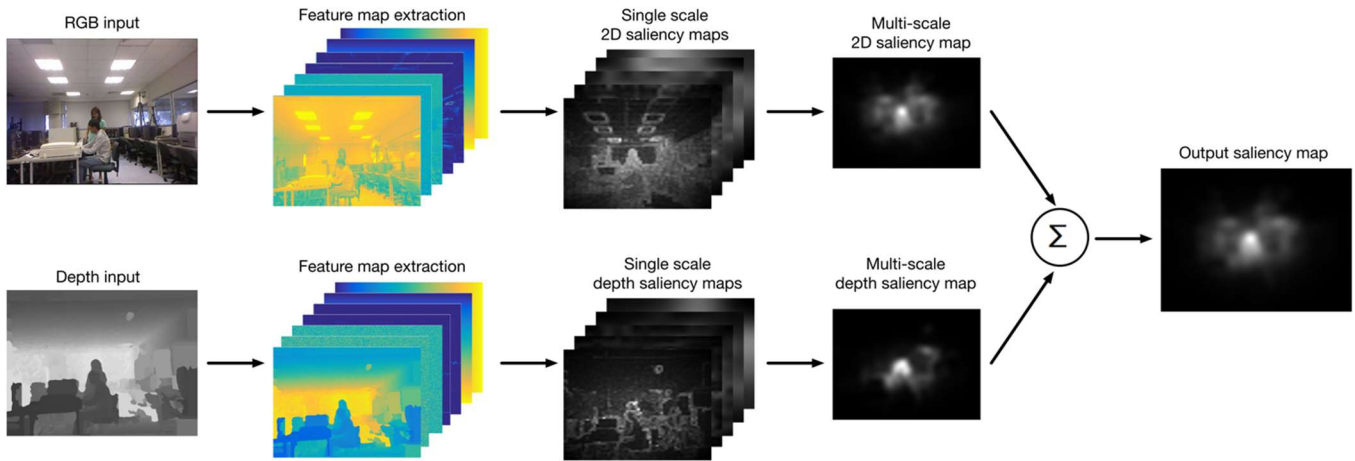 RGB input
Feature map extraction
Single scale
2D saliency maps
Multi-scale
2D saliency map
Output saliency map
Σ
Depth input
Feature map extraction
Single scale
depth saliency maps
Multi-scale
depth saliency map